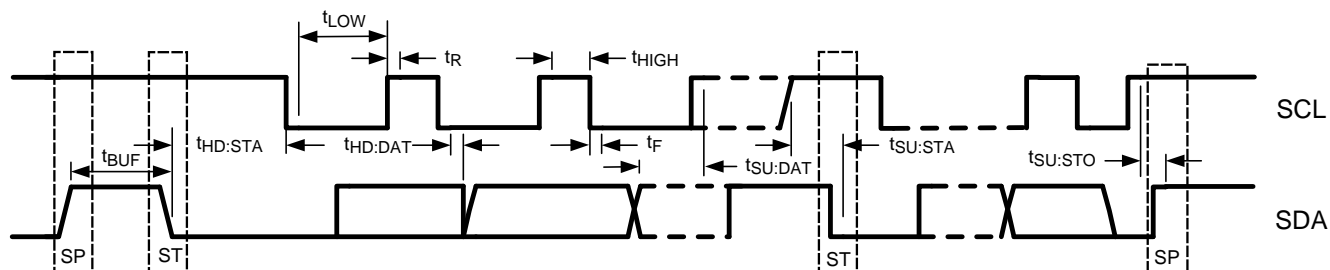 tLOW
tR
tHIGH
SCL
tHD:STA
tHD:DAT
tF
tSU:DAT
tSU:STA
tSU:STO
tBUF
SDA
SP
ST
ST
SP